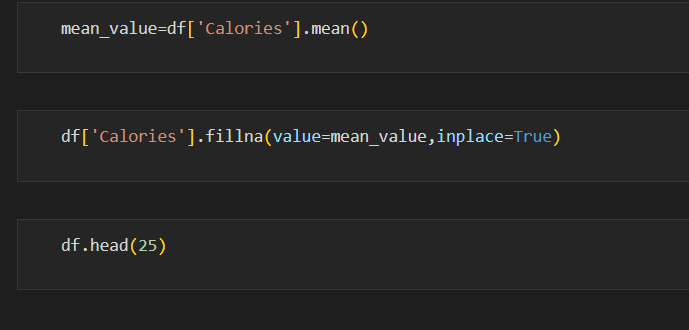 mean_value=df['Calories'].mean()
df['Calories'].fillna(value=mean_value,inplace=True)
df.head(25)